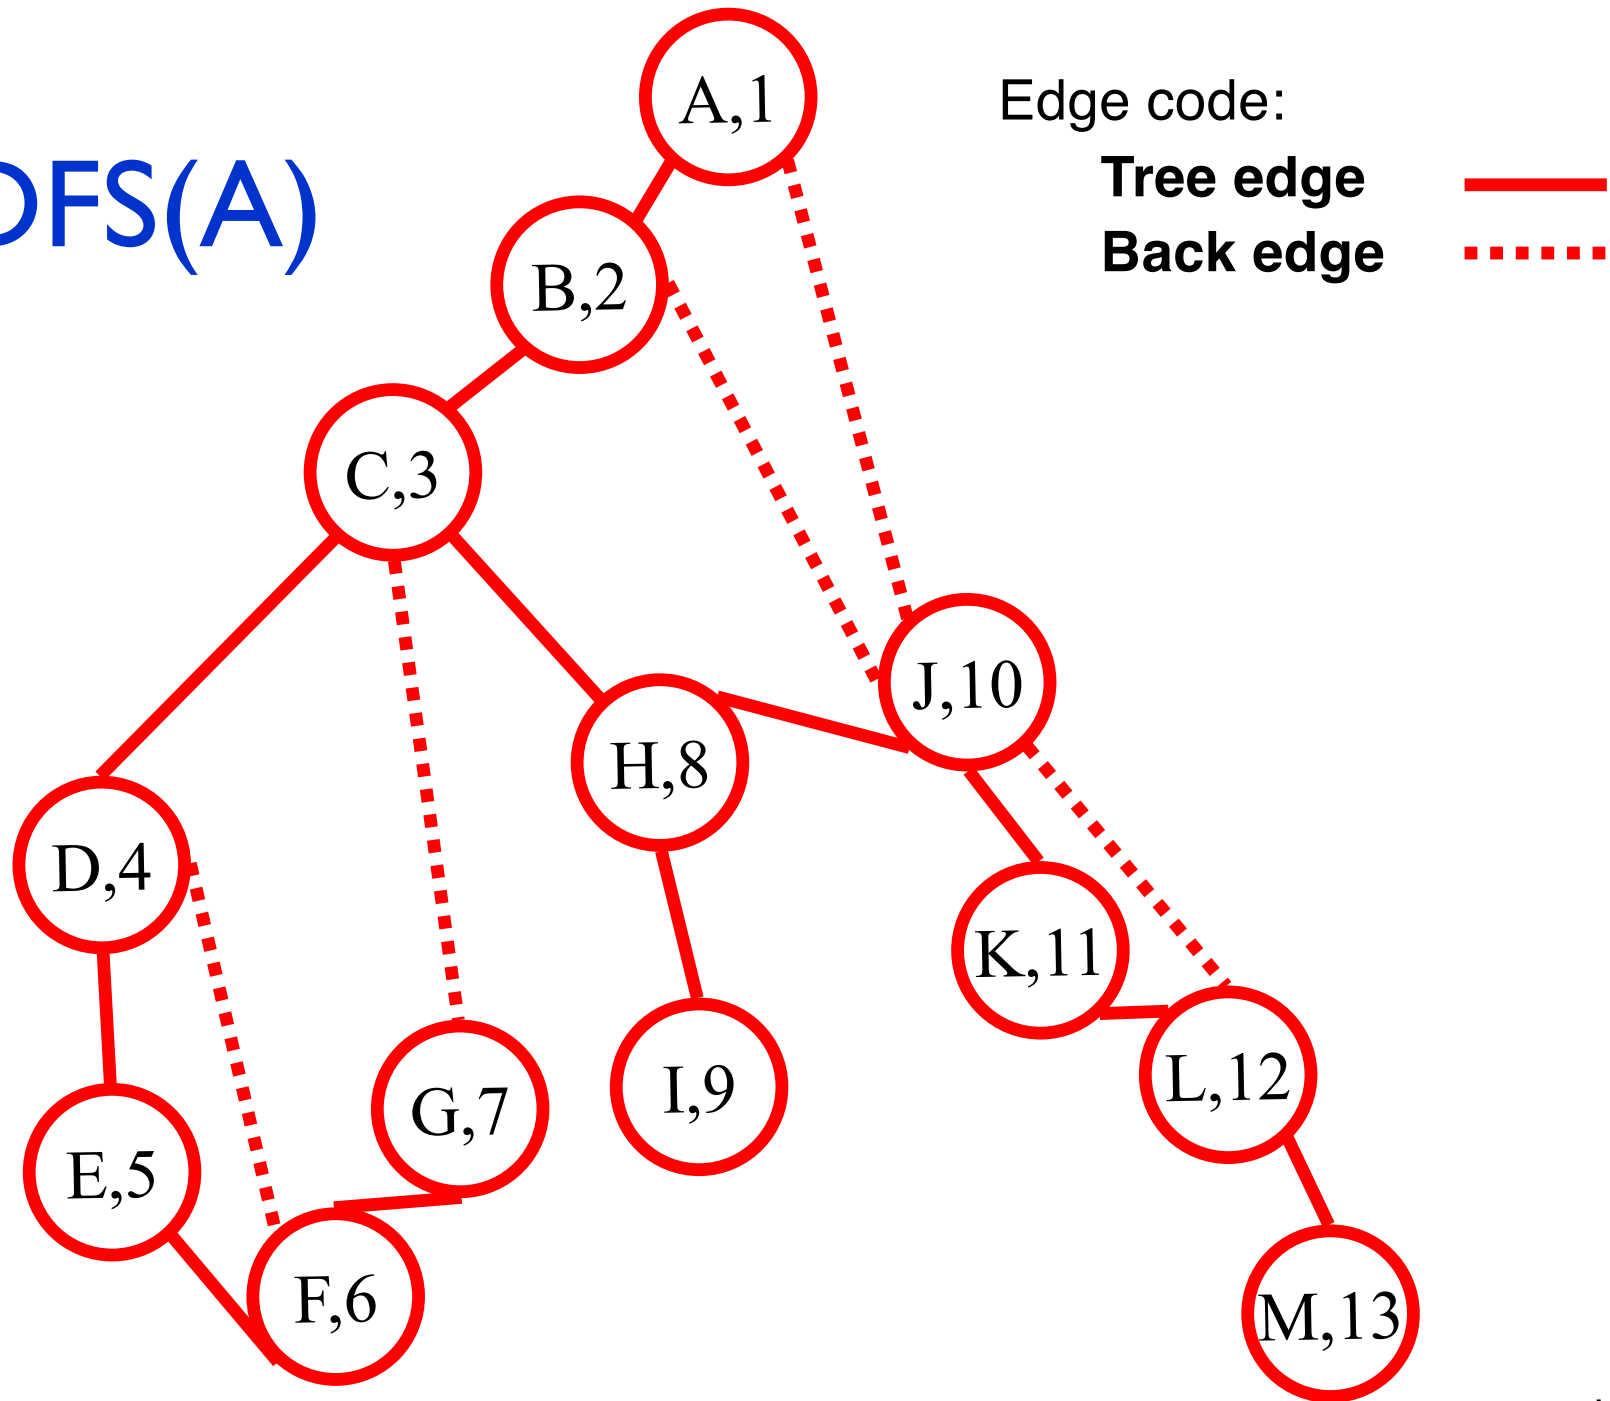 A,1
Edge code:
Tree edge
DFS(A)
Back edge
B,2
C,3
J,10
H,8
D,4
K,11
L,12
I,9
G,7
E,5
F,6
M,13